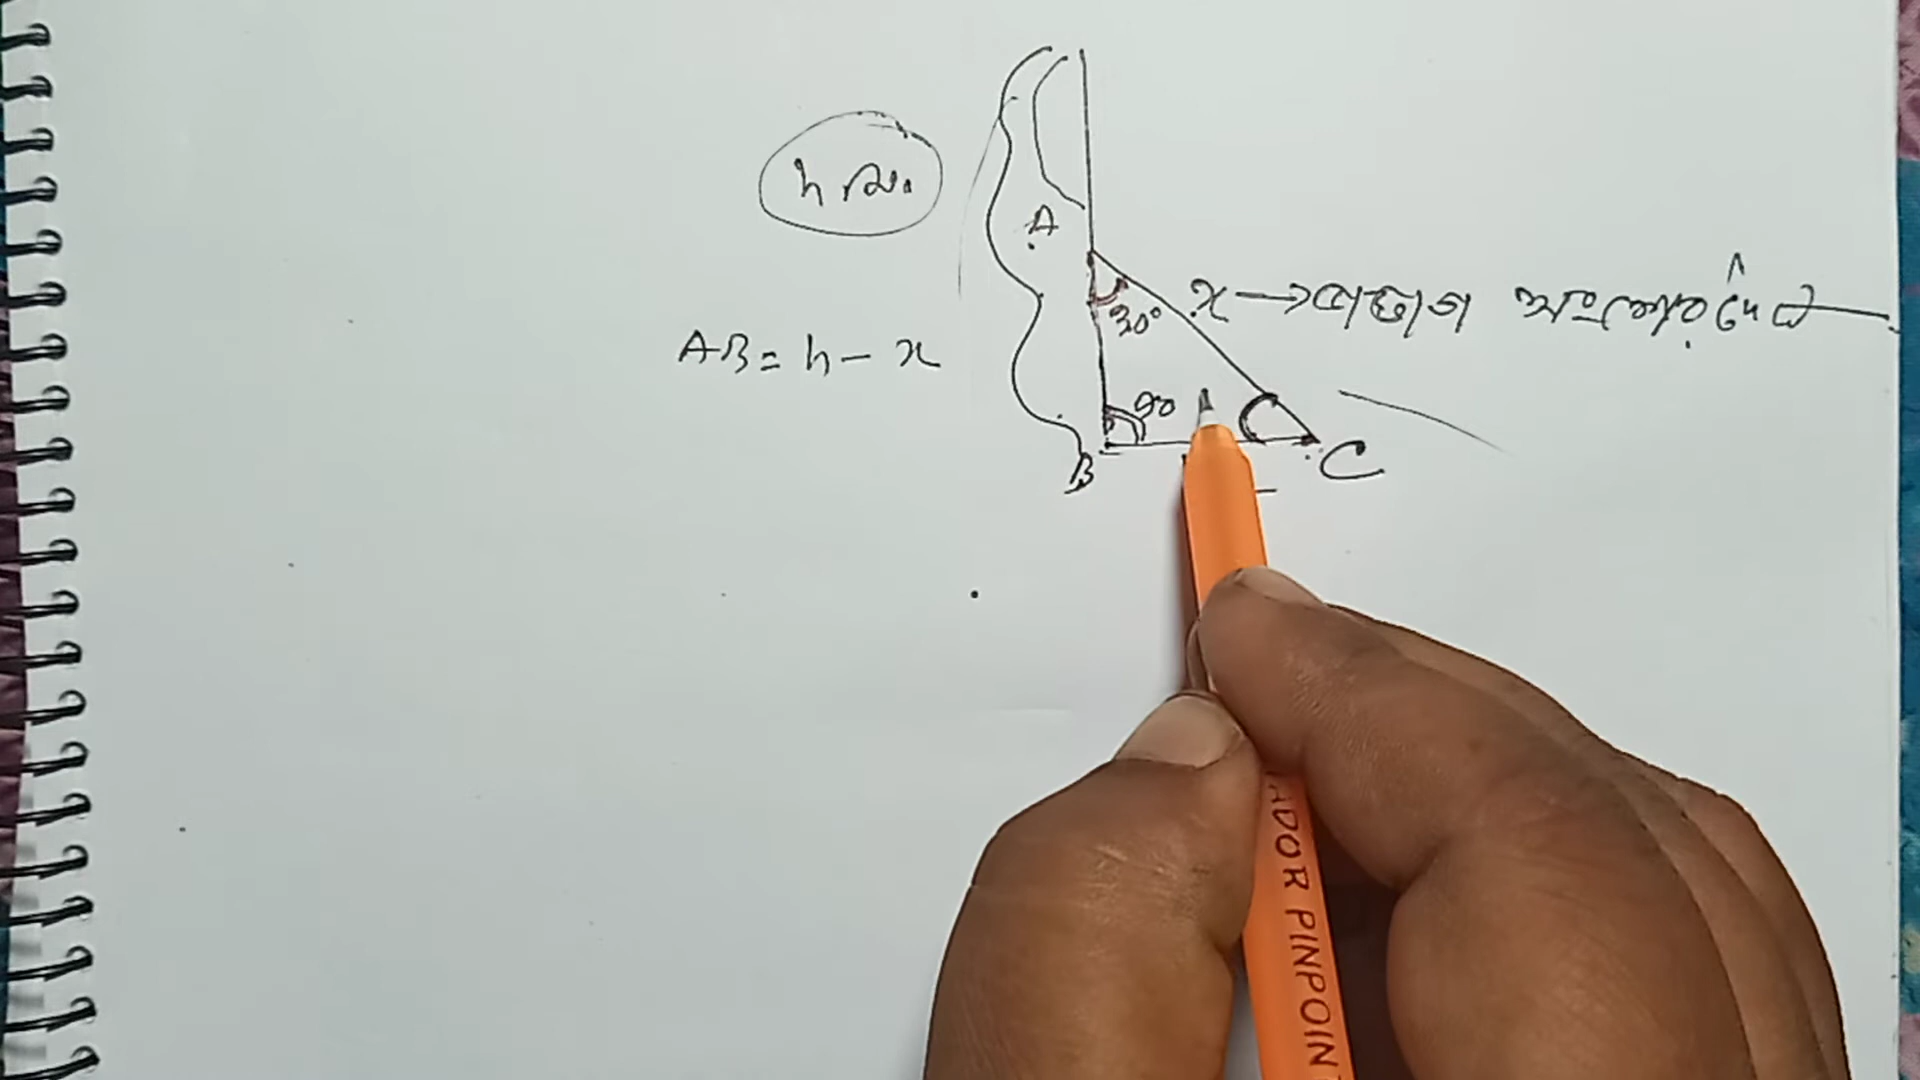 h মি.
A
30°
x → ভাঙা অংশের দৈর্ঘ্য
AB = h - x
90
B
C
ADOR PINPOIN